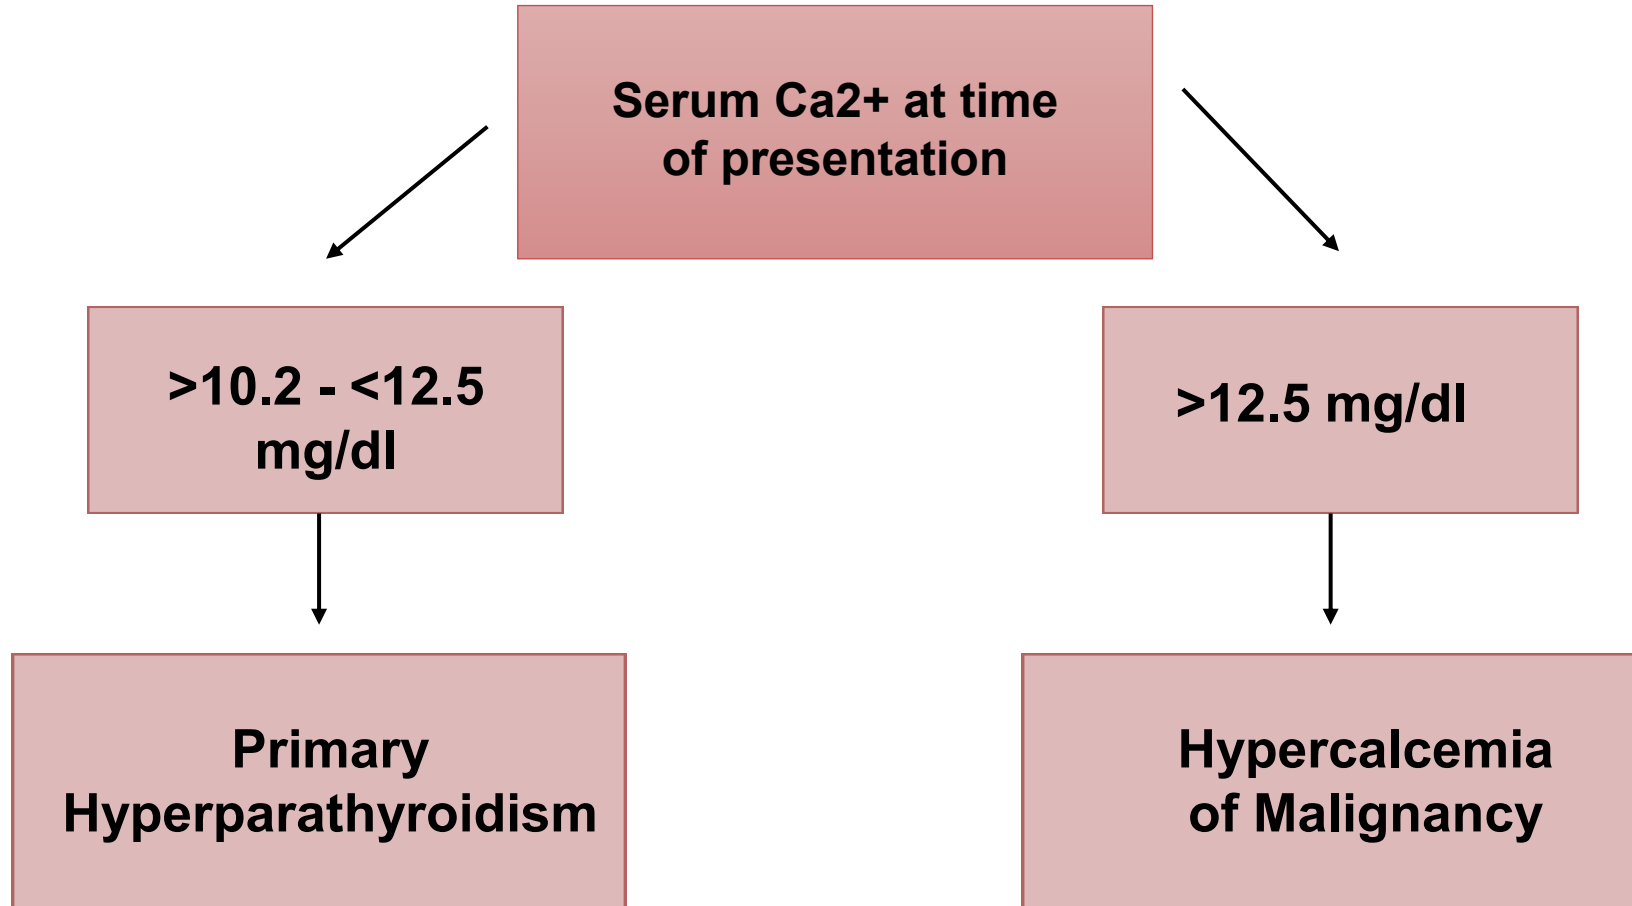 Serum Ca2+ at time
of presentation
>10.2 - <12.5
mg/dl
>12.5 mg/dl
Primary
Hyperparathyroidism
Hypercalcemia
of Malignancy